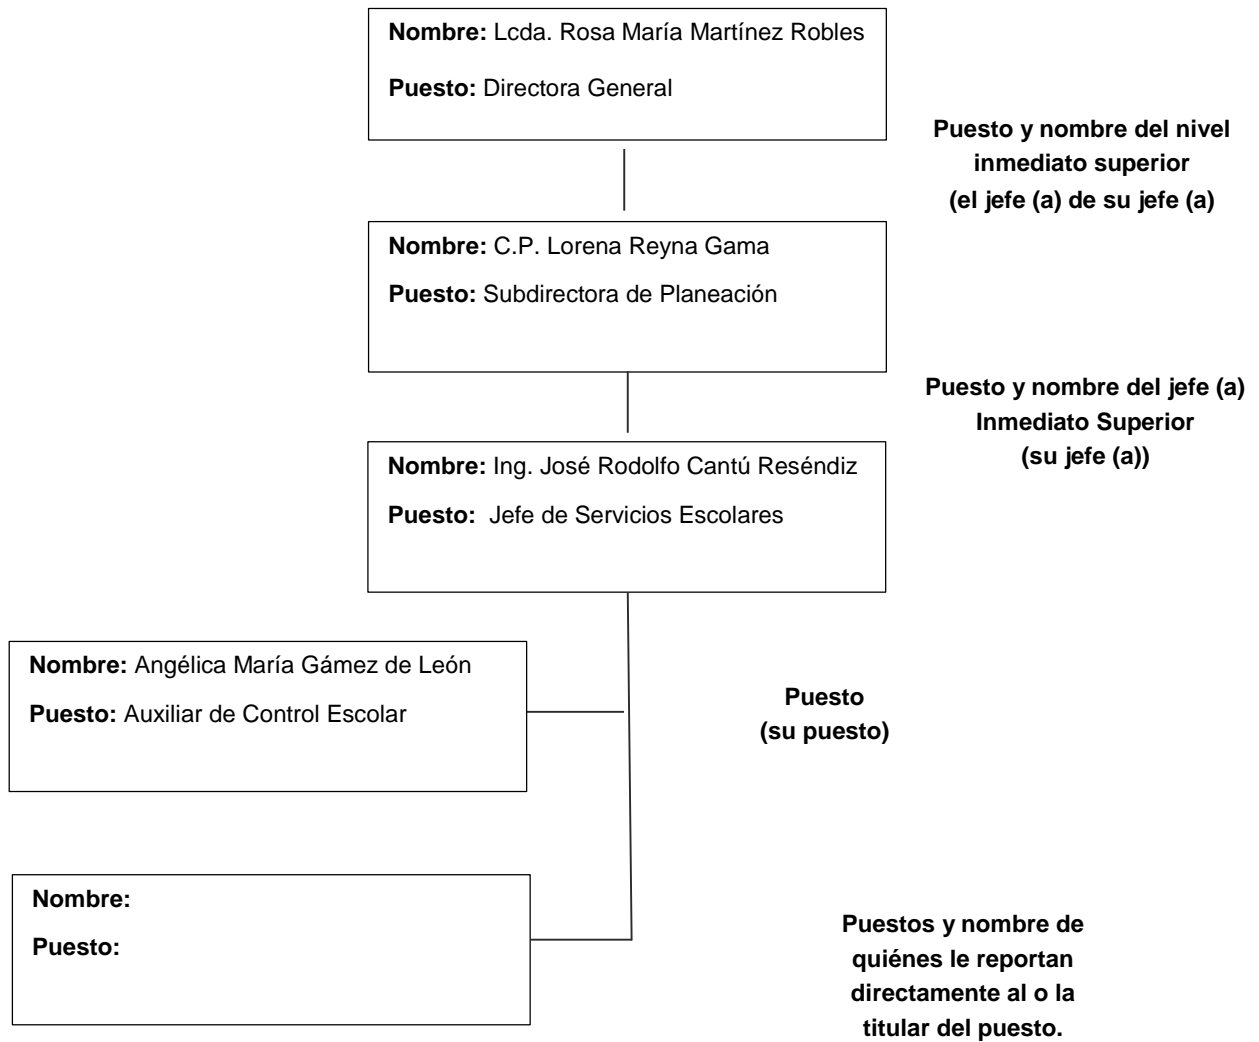 Nombre: Lcda. Rosa María Martínez Robles
Puesto: Directora General
Puesto y nombre del nivel
inmediato superior
(el jefe (a) de su jefe (a)
Nombre: C.P. Lorena Reyna Gama
Puesto: Subdirectora de Planeación
Puesto y nombre del jefe (a)
Inmediato Superior
(su jefe (a))
Nombre: Ing. José Rodolfo Cantú Reséndiz
Puesto: Jefe de Servicios Escolares
Nombre: Angélica María Gámez de León
Puesto: Auxiliar de Control Escolar
Puesto
(su puesto)
Nombre:
Puesto:
Puestos y nombre de
quiénes le reportan
directamente al o la
titular del puesto.